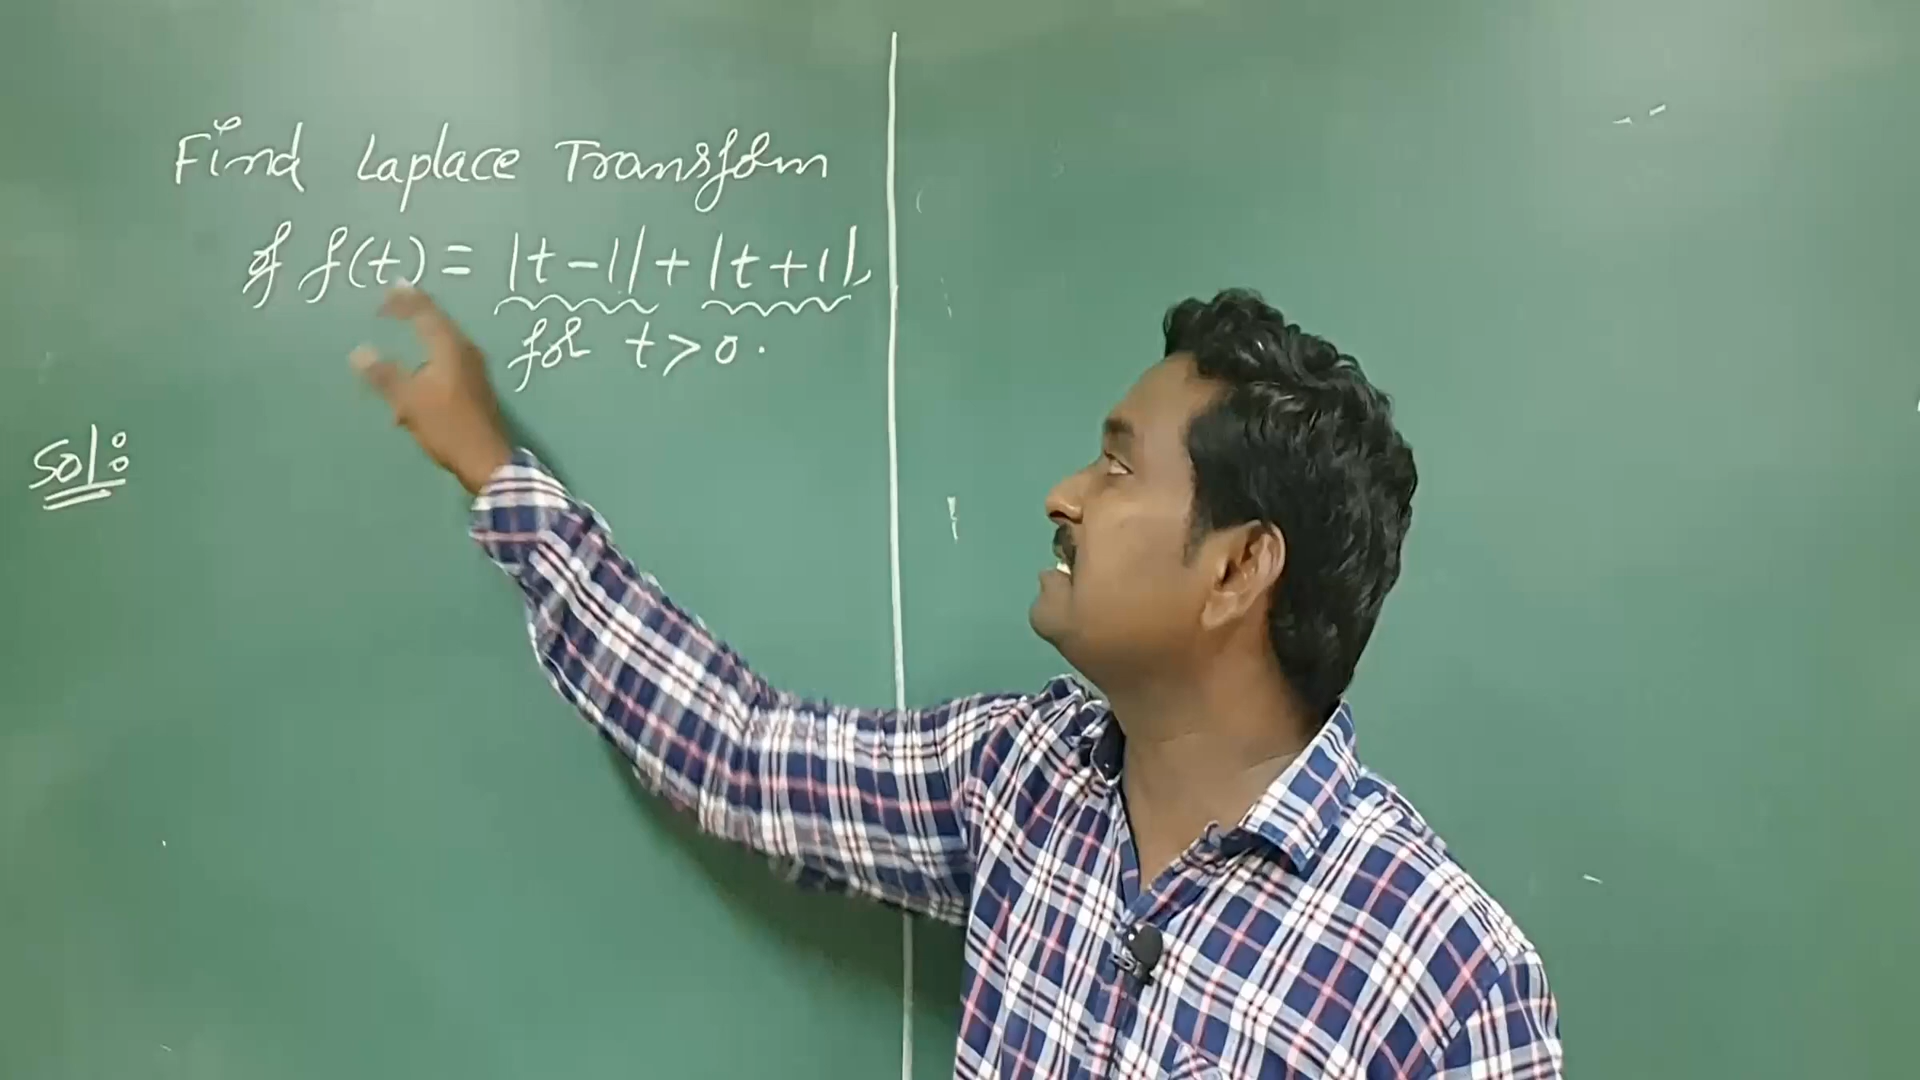 Find Laplace Transform
of f(t) = |t-1| + |t+1|,
for t > 0.
Sol: